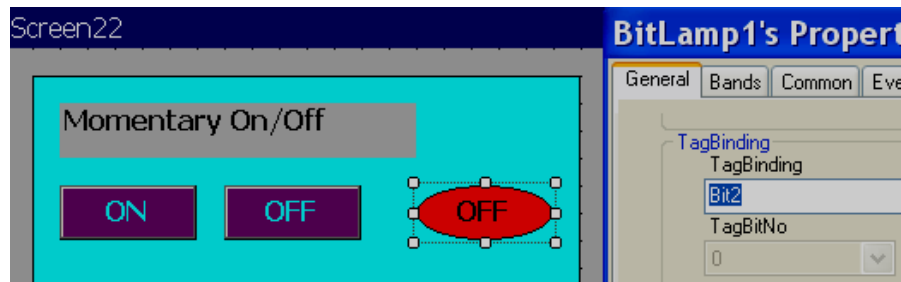 Screen22
Momentary On/Off
ON OFF OFF
BitLamp1's Propert
General Bands Common Eve
TagBinding
TagBinding
Bit2
TagBitNo
0